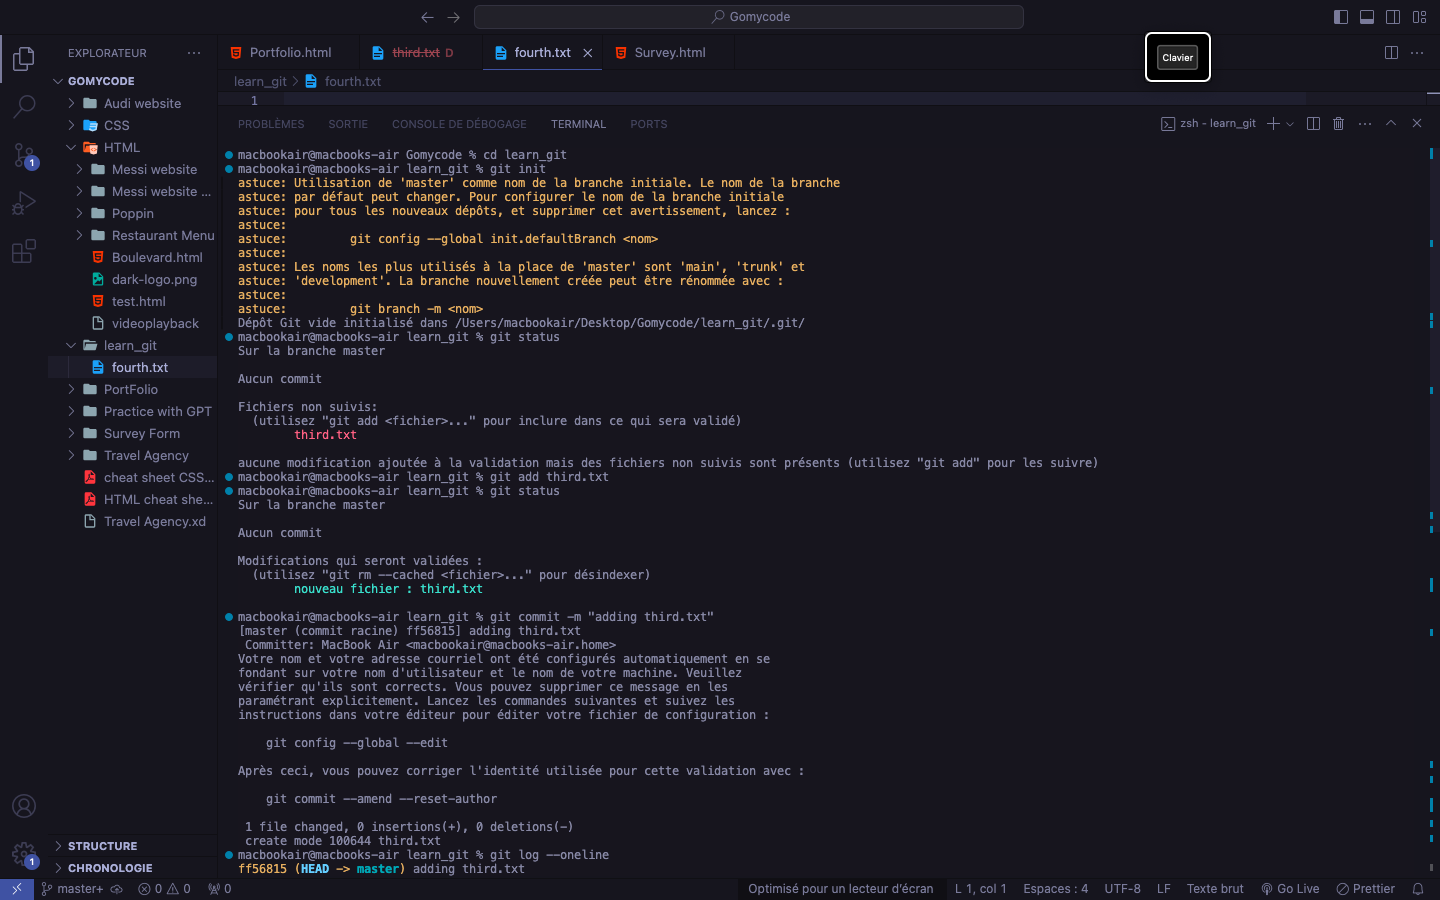 Gomycode
EXPLORATEUR
GOMYCODE
Audi website
CSS
HTML
Messi website
Messi website ...
Poppin
Restaurant Menu
Boulevard.html
dark-logo.png
test.html
videoplayback
learn_git
fourth.txt
PortFolio
Practice with GPT
Survey Form
Travel Agency
cheat sheet CSS...
HTML cheat she...
Travel Agency.xd
STRUCTURE
CHRONOLOGIE
1
1
Portfolio.html
third.txt D
fourth.txt
Survey.html
Clavier
learn_git > fourth.txt
1
PROBLÈMES SORTIE CONSOLE DE DÉBOGAGE TERMINAL PORTS
zsh - learn_git
macbookair@macbooks-air Gomycode % cd learn_git
macbookair@macbooks-air learn_git % git init
astuce: Utilisation de 'master' comme nom de la branche initiale. Le nom de la branche
astuce: par défaut peut changer. Pour configurer le nom de la branche initiale
astuce: pour tous les nouveaux dépôts, et supprimer cet avertissement, lancez :
astuce:
astuce:         git config --global init.defaultBranch <nom>
astuce:
astuce: Les noms les plus utilisés à la place de 'master' sont 'main', 'trunk' et
astuce: 'development'. La branche nouvellement créée peut être rénommée avec :
astuce:
astuce:         git branch -m <nom>
Dépôt Git vide initialisé dans /Users/macbookair/Desktop/Gomycode/learn_git/.git/
macbookair@macbooks-air learn_git % git status
Sur la branche master
Aucun commit
Fichiers non suivis:
(utilisez "git add <fichier>..." pour inclure dans ce qui sera validé)
third.txt
aucune modification ajoutée à la validation mais des fichiers non suivis sont présents (utilisez "git add" pour les suivre)
macbookair@macbooks-air learn_git % git add third.txt
macbookair@macbooks-air learn_git % git status
Sur la branche master
Aucun commit
Modifications qui seront validées :
(utilisez "git rm --cached <fichier>..." pour désindexer)
nouveau fichier : third.txt
macbookair@macbooks-air learn_git % git commit -m "adding third.txt"
[master (commit racine) ff56815] adding third.txt
Committer: MacBook Air <macbookair@macbooks-air.home>
Votre nom et votre adresse courriel ont été configurés automatiquement en se
fondant sur votre nom d'utilisateur et le nom de votre machine. Veuillez
vérifier qu'ils sont corrects. Vous pouvez supprimer ce message en les
paramétrant explicitement. Lancez les commandes suivantes et suivez les
instructions dans votre éditeur pour éditer votre fichier de configuration :
git config --global --edit
Après ceci, vous pouvez corriger l'identité utilisée pour cette validation avec :
git commit --amend --reset-author
1 file changed, 0 insertions(+), 0 deletions(-)
create mode 100644 third.txt
macbookair@macbooks-air learn_git % git log --oneline
ff56815 (HEAD -> master) adding third.txt
master+ 0 0 0 Optimisé pour un lecteur d'écran L 1, col 1 Espaces : 4 UTF-8 LF Texte brut Go Live Prettier